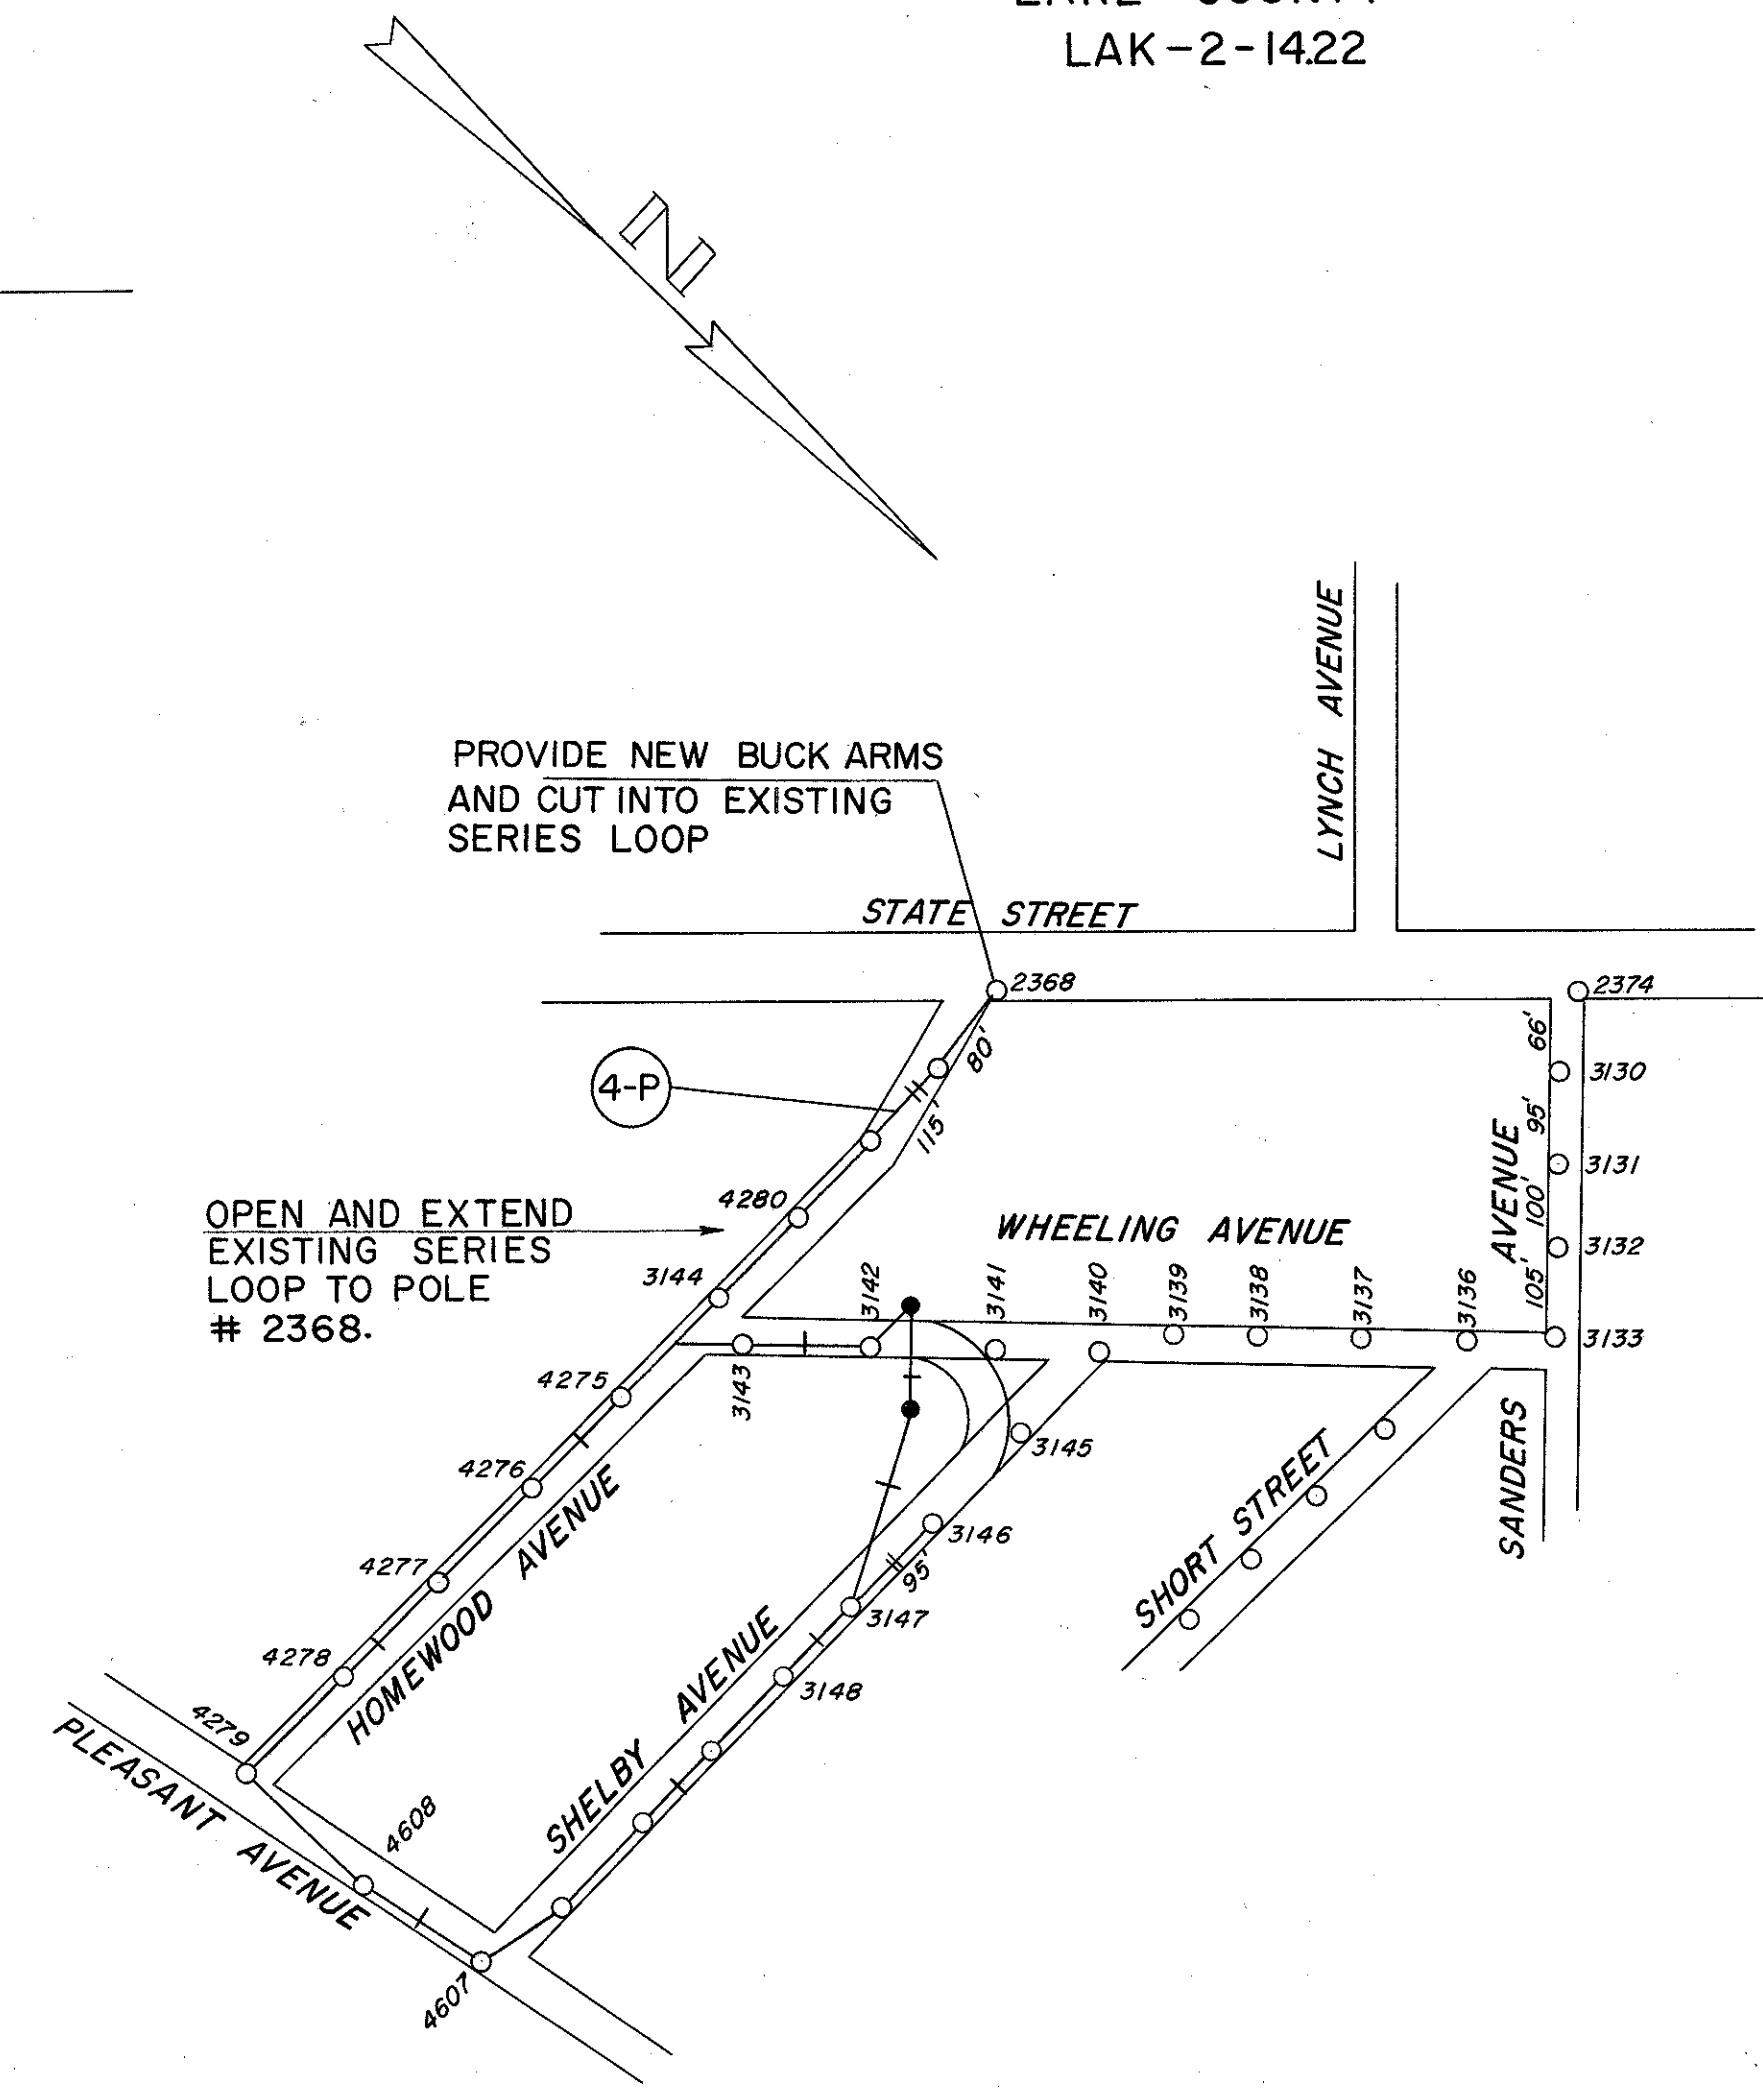 LAKE COUNTY
LAK-2-14.22
N
LYNCH AVENUE
PROVIDE NEW BUCK ARMS
AND CUT INTO EXISTING
SERIES LOOP
STATE STREET
2368
2374
66'
80'
4-P
3130
115'
95'
AVENUE
3131
4280
100'
OPEN AND EXTEND
EXISTING SERIES
LOOP TO POLE
# 2368.
WHEELING AVENUE
3132
3144
3142
3141
3140
3139
3138
3137
3136
105'
3133
3143
4275
3145
SANDERS
4276
SHORT STREET
3146
95'
4277
HOMEWOOD AVENUE
3147
4278
3148
SHELBY AVENUE
4279
PLEASANT AVENUE
4608
4607